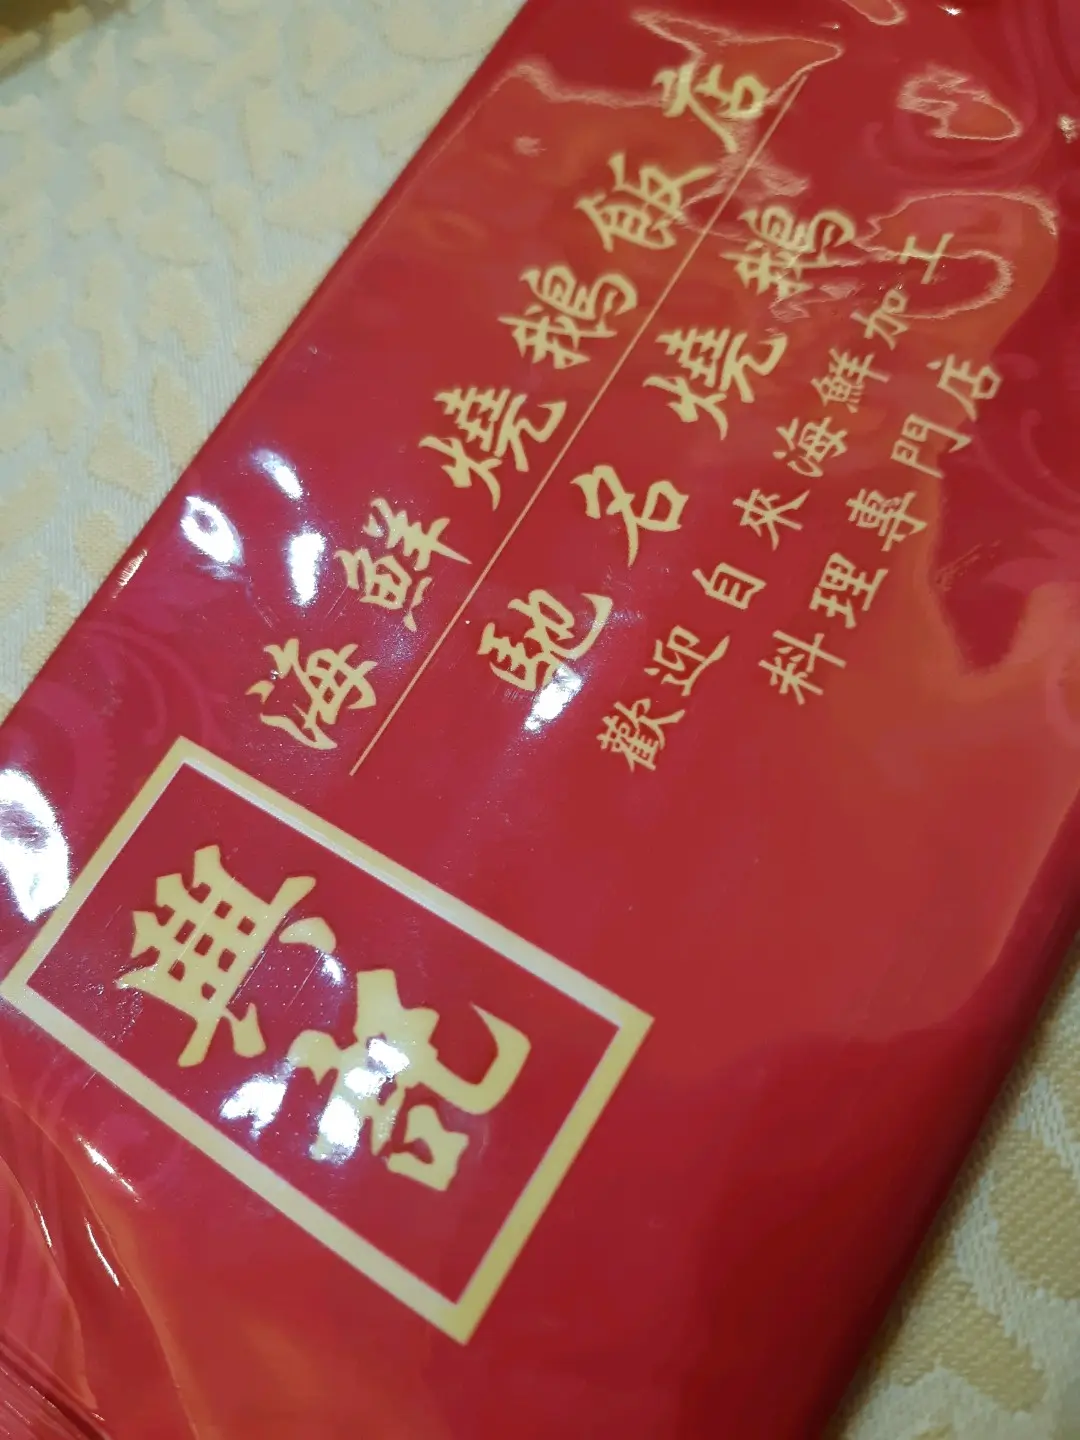 海鮮燒鵝飯店
馳名燒鵝
歡迎自來海鮮加工
料理專門店
記